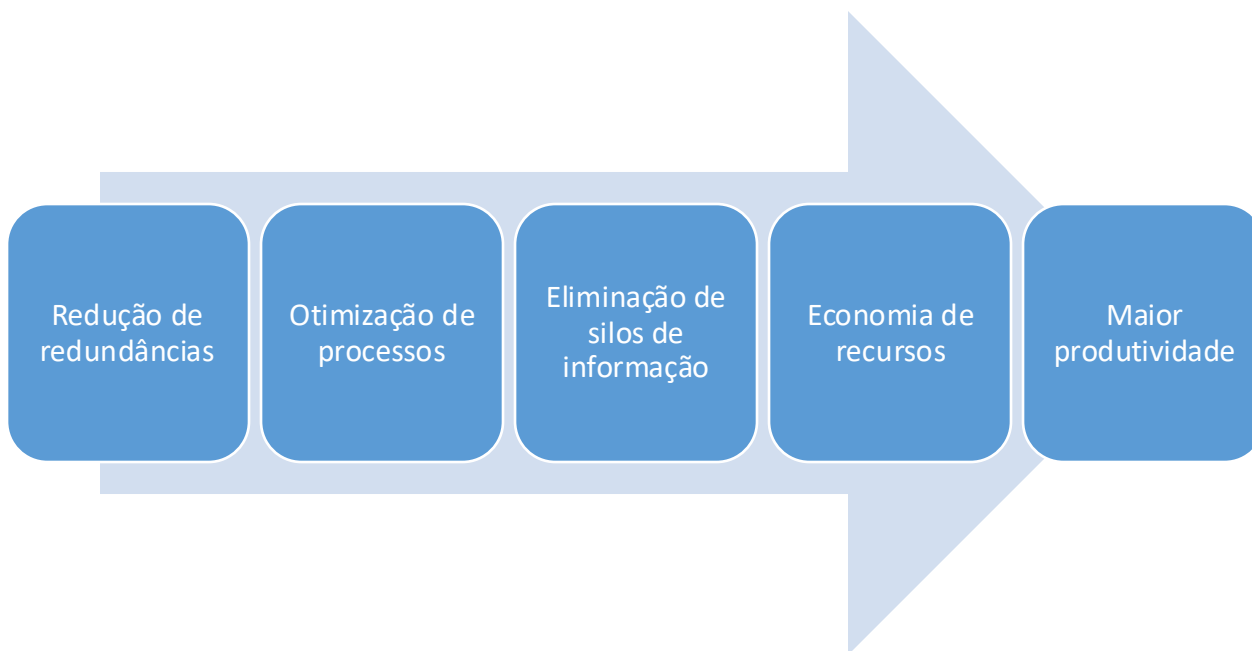 Redução de
redundâncias
Otimização de
processos
Eliminação de
silos de
informação
Economia de
recursos
Maior
produtividade